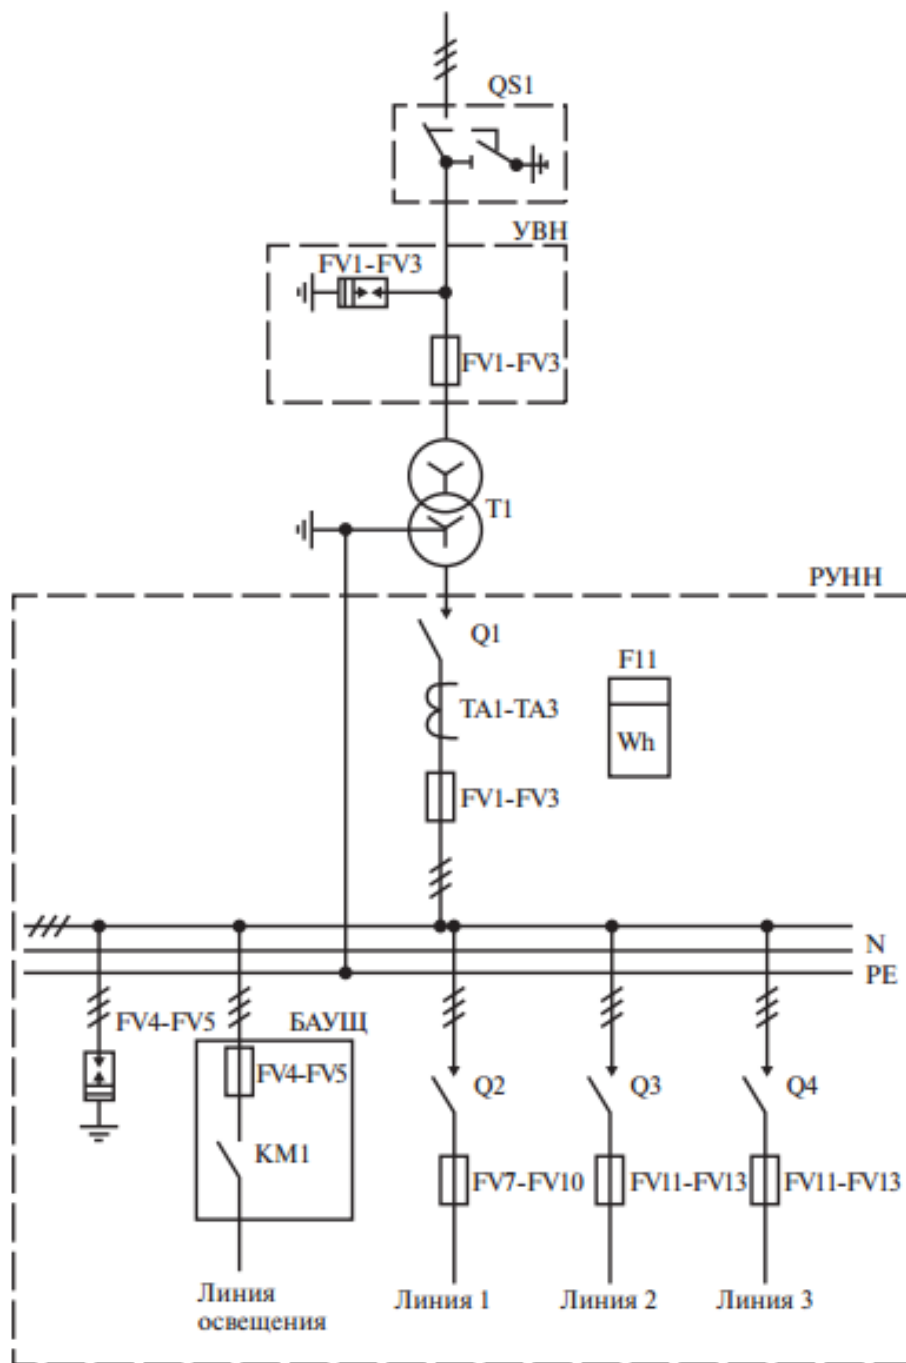 QS1
УВН
FV1-FV3
FV1-FV3
T1
РУНН
Q1
F11
TA1-TA3
Wh
FV1-FV3
N
PE
FV4-FV5
БАУЩ
FV4-FV5
Q2
Q3
Q4
KM1
FV7-FV10
FV11-FV13
FV11-FV13
Линия
освещения
Линия 1
Линия 2
Линия 3